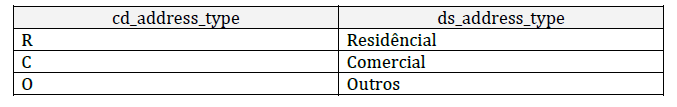 cd_address_type ds_address_type
R Residêncial
C Comercial
O Outros